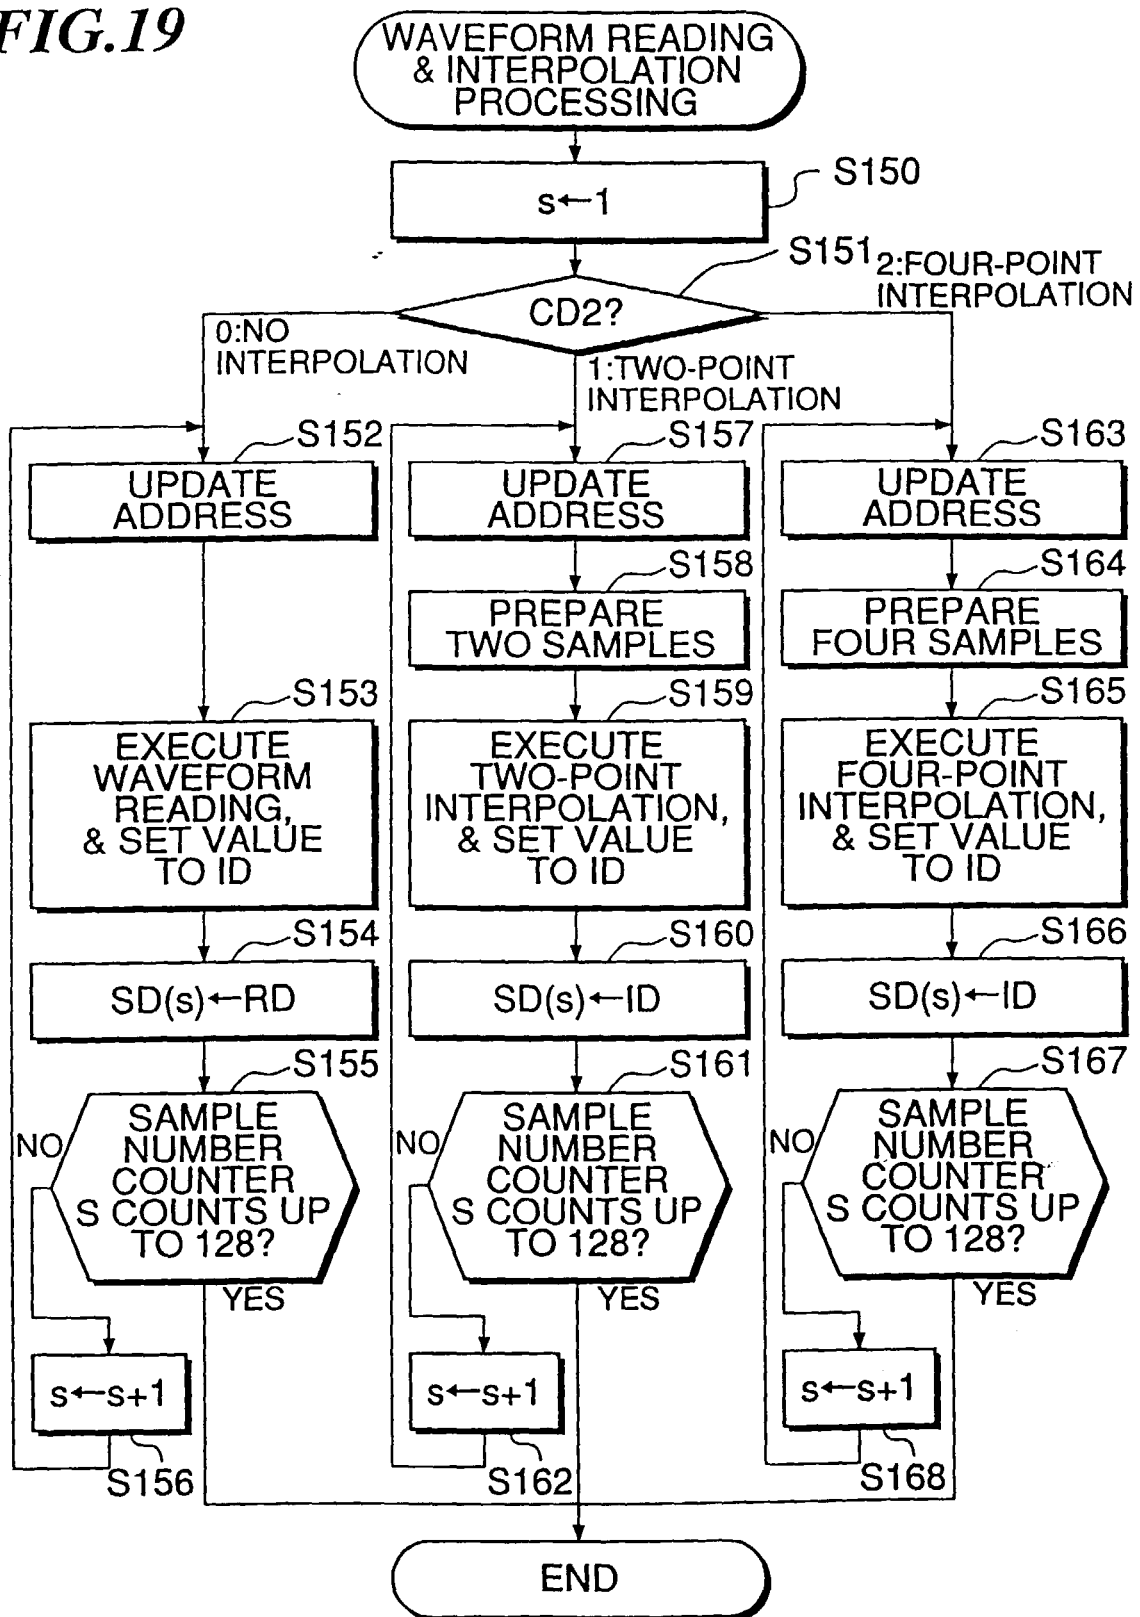 FIG.19
WAVEFORM READING
& INTERPOLATION
PROCESSING
S150
s←1
S151
2:FOUR-POINT
INTERPOLATION
CD2?
0:NO
INTERPOLATION
1:TWO-POINT
INTERPOLATION
S152
UPDATE
ADDRESS
S153
EXECUTE
WAVEFORM
READING,
& SET VALUE
TO ID
S154
SD(s)←RD
S155
SAMPLE
NUMBER
COUNTER
S COUNTS UP
TO 128?
NO
YES
s←s+1
S156
S157
UPDATE
ADDRESS
S158
PREPARE
TWO SAMPLES
S159
EXECUTE
TWO-POINT
INTERPOLATION,
& SET VALUE
TO ID
S160
SD(s)←ID
S161
SAMPLE
NUMBER
COUNTER
S COUNTS UP
TO 128?
NO
YES
s←s+1
S162
S163
UPDATE
ADDRESS
S164
PREPARE
FOUR SAMPLES
S165
EXECUTE
FOUR-POINT
INTERPOLATION,
& SET VALUE
TO ID
S166
SD(s)←ID
S167
SAMPLE
NUMBER
COUNTER
S COUNTS UP
TO 128?
NO
YES
s←s+1
S168
END